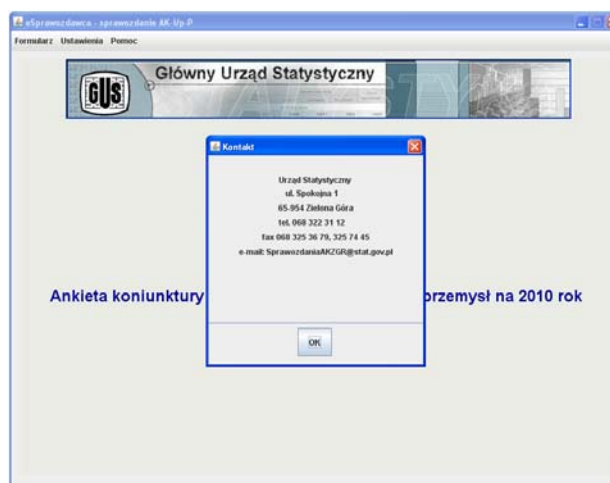 eSprawozdawca - sprawozdanie AK-Up-P
Formularz Ustawienia Pomoc
GUS
Główny Urząd Statystyczny
Kontakt
Urząd Statystyczny
ul. Spokojna 1
65-954 Zielona Góra
tel. 068 322 31 12
fax 068 325 36 79, 325 74 45
e-mail: SprawozdaniaAKZGR@stat.gov.pl
Ankieta koniunktury przemysł na 2010 rok
OK